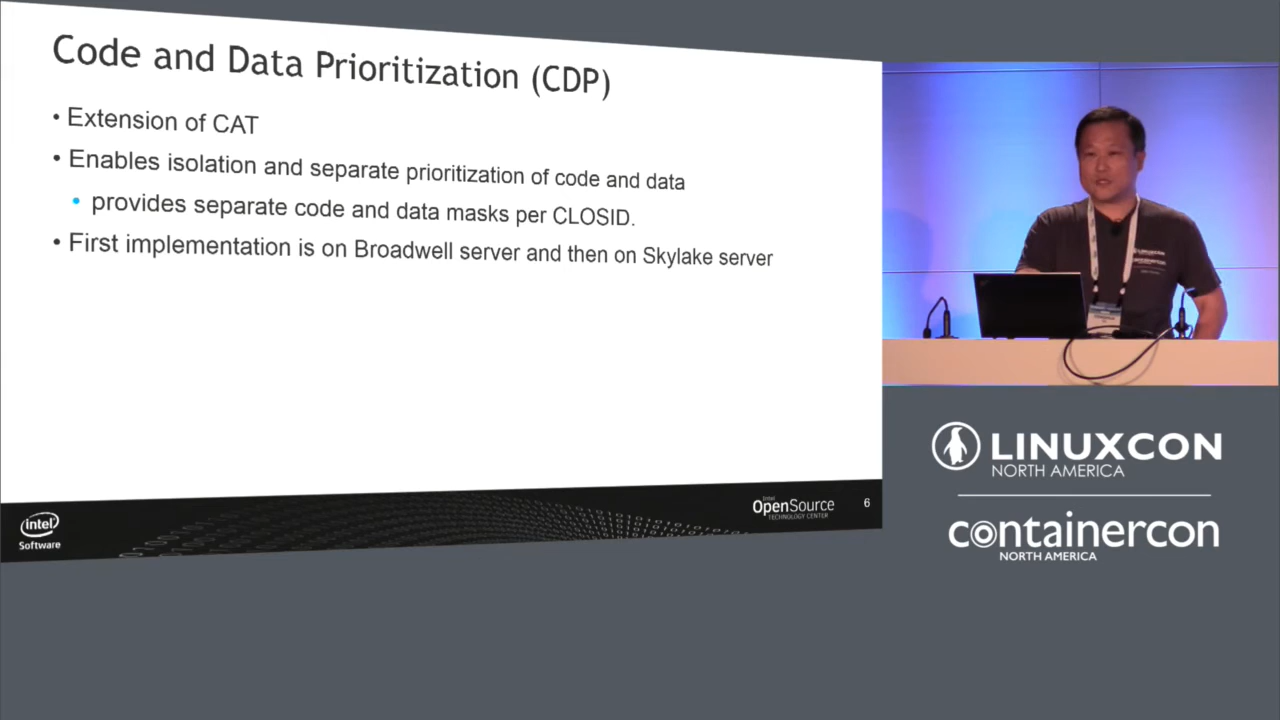 Code and Data Prioritization (CDP)
• Extension of CAT
• Enables isolation and separate prioritization of code and data
• provides separate code and data masks per CLOSID.
• First implementation is on Broadwell server and then on Skylake server
intel
Software
Intel
OpenSource
TECHNOLOGY CENTER
6
LINUXCON
NORTH AMERICA
containercon
NORTH AMERICA